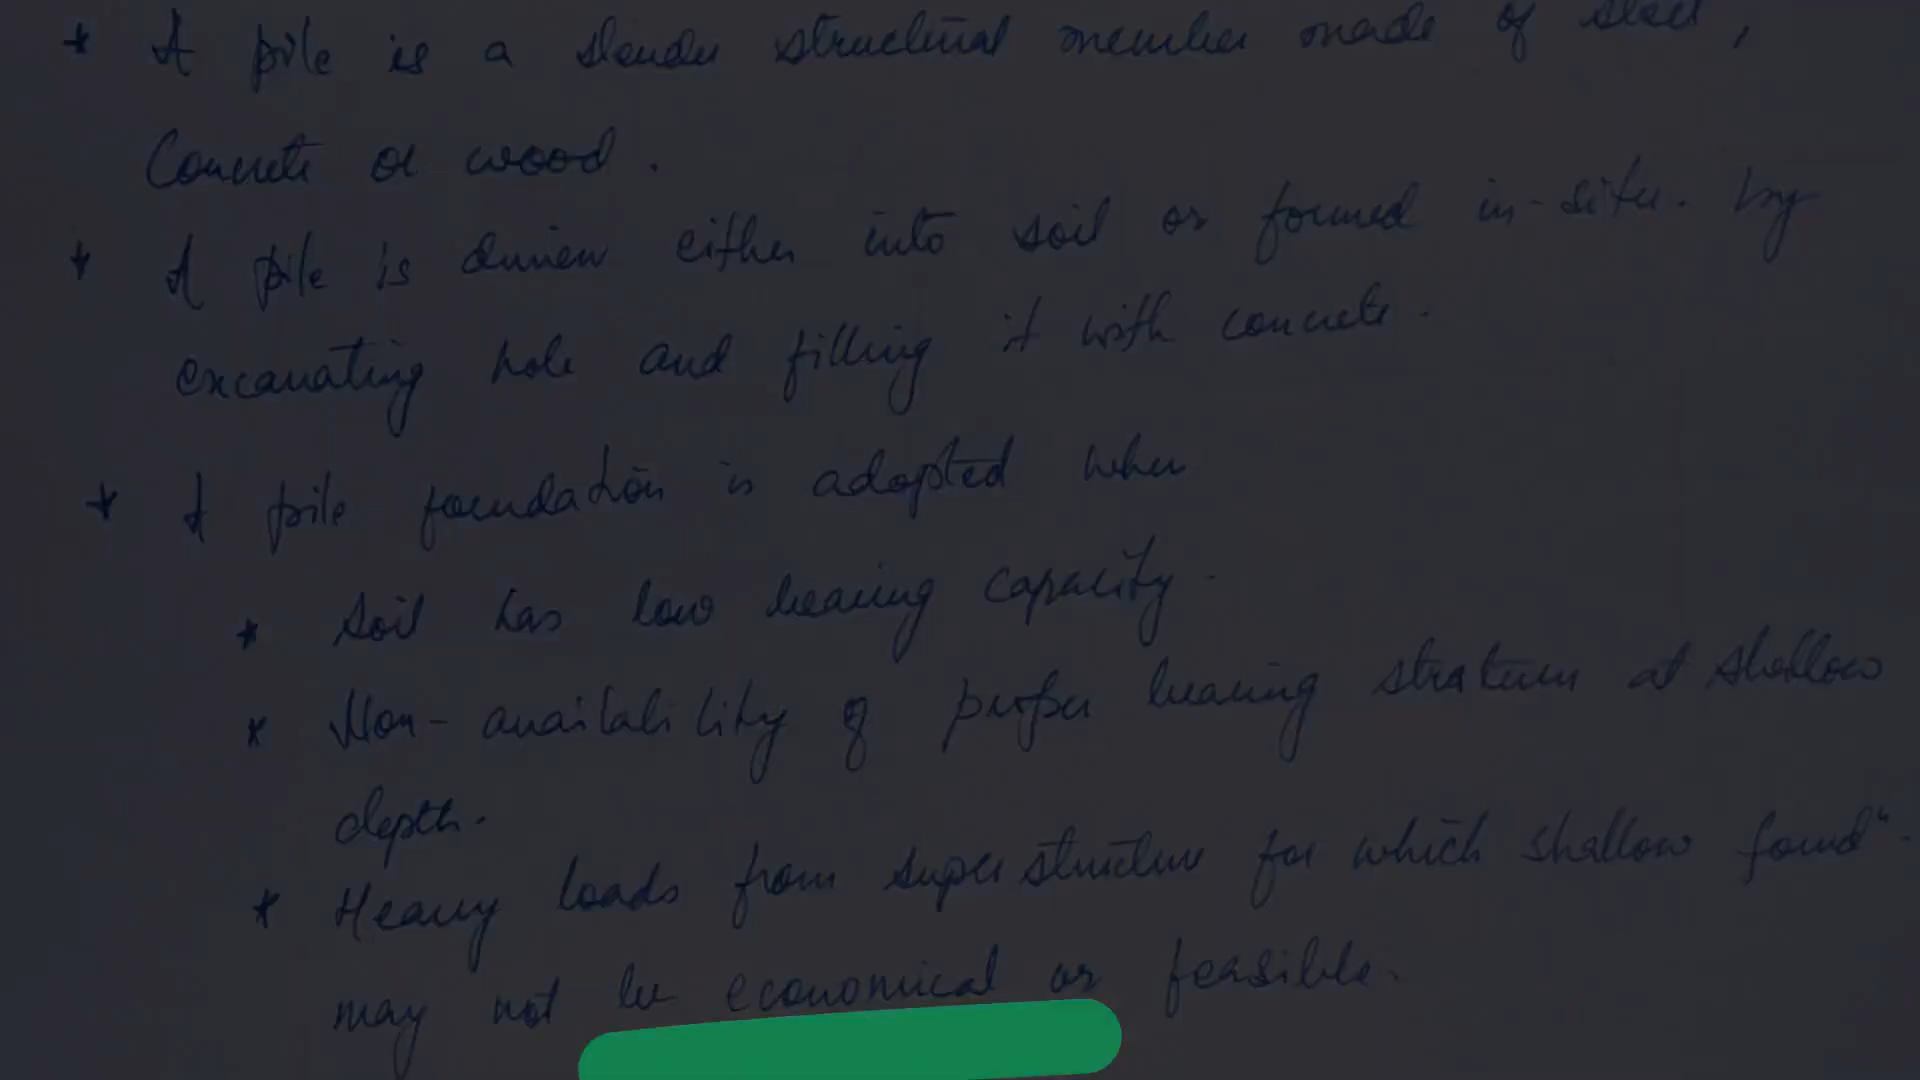 * A pile is a slender structural member made of steel,
Concrete or wood.
* A pile is driven either into soil or formed in-situ. by
excavating hole and filling it with concrete.
* A pile foundation is adopted when
* Soil has low bearing capacity.
* Non-availability of proper bearing stratum at shallow
depth.
* Heavy loads from superstructure for which shallow found"
may not be economical or feasible.